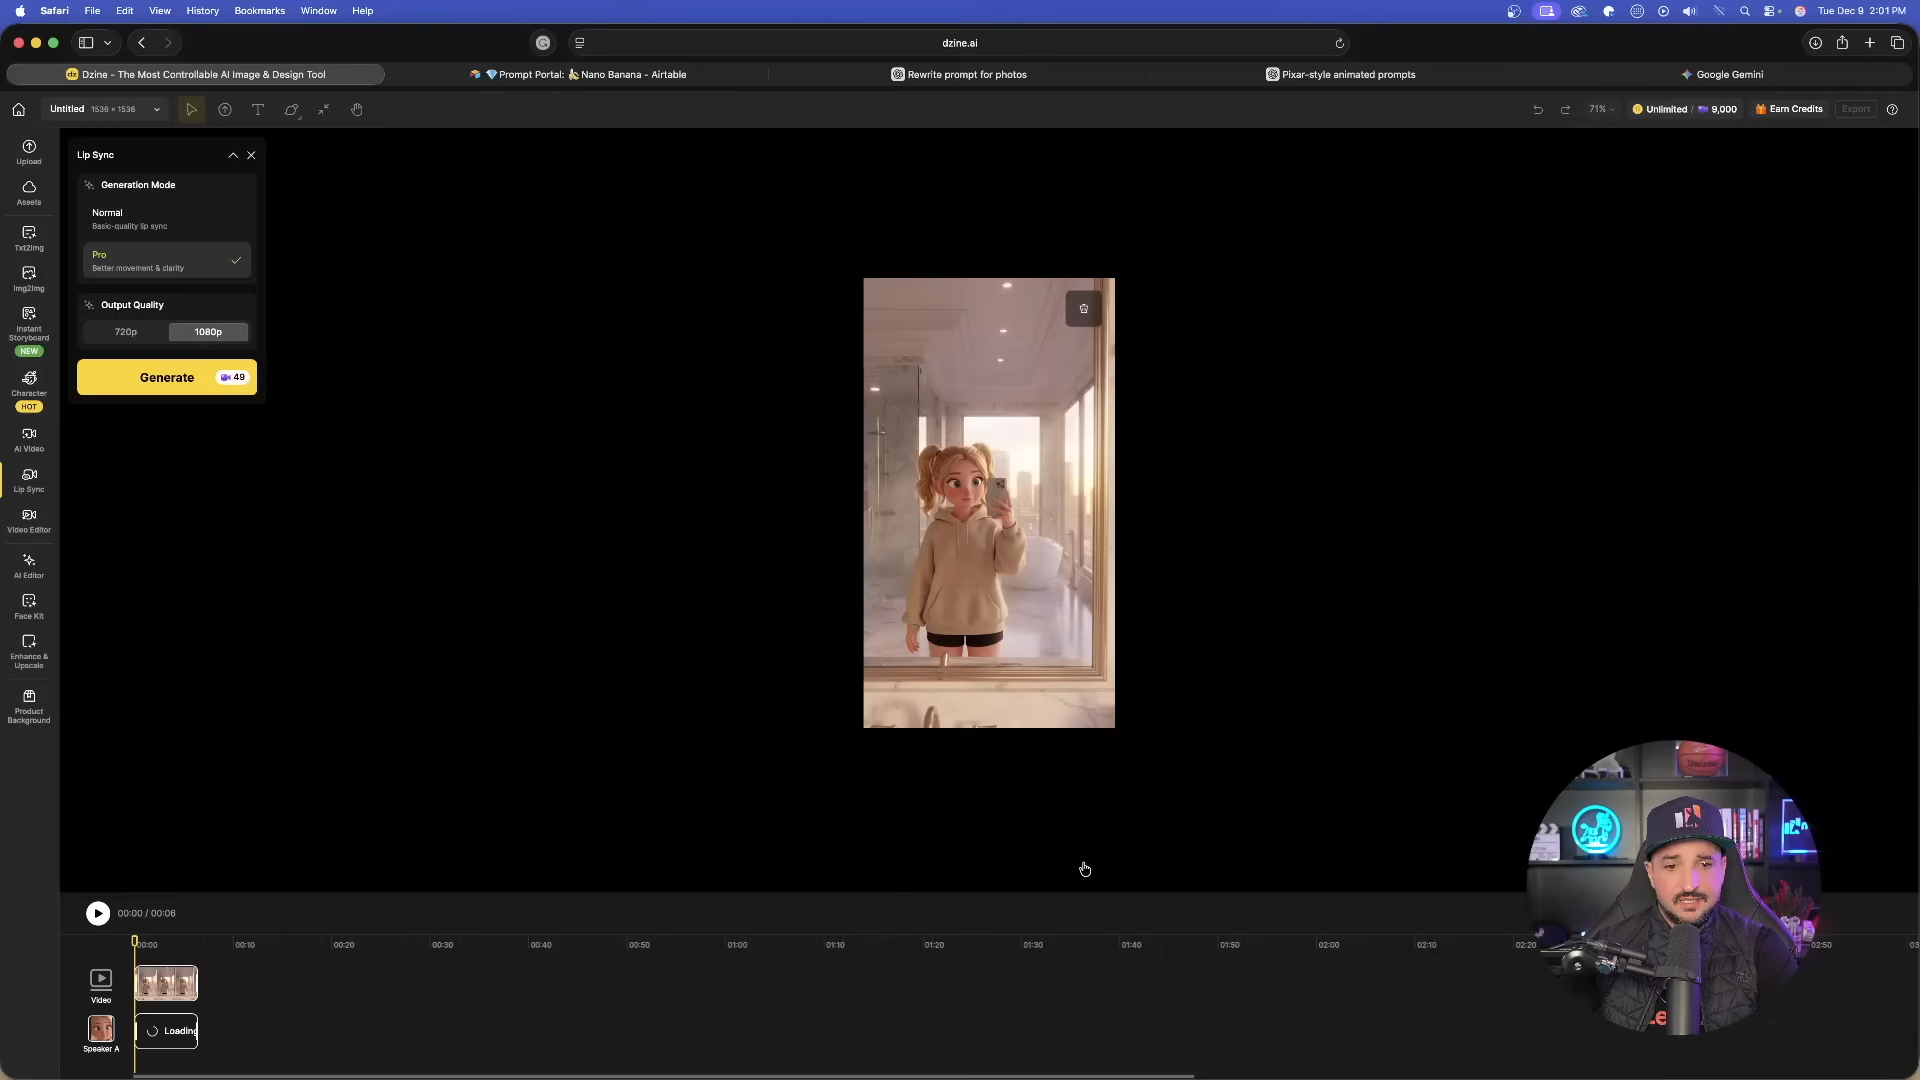 Safari File Edit View History Bookmarks Window Help
Tue Dec 9 2:01 PM
dzine.ai
dz Dzine - The Most Controllable AI Image & Design Tool
💎Prompt Portal: 🍌Nano Banana - Airtable
Rewrite prompt for photos
Pixar-style animated prompts
Google Gemini
Untitled 1536 × 1536
71%
Unlimited / 9,000
Earn Credits
Export
Upload
Assets
Txt2Img
Img2Img
Instant
Storyboard
NEW
Character
HOT
AI Video
Lip Sync
Video Editor
AI Editor
Face Kit
Enhance &
Upscale
Product
Background
Lip Sync
Generation Mode
Normal
Basic-quality lip sync
Pro
Better movement & clarity
Output Quality
720p 1080p
Generate 49
00:00 / 00:06
00:00 00:10 00:20 00:30 00:40 00:50 01:00 01:10 01:20 01:30 01:40 01:50 02:00 02:10 02:20 02:50 03
Video
Loading
Speaker A
SPALDING